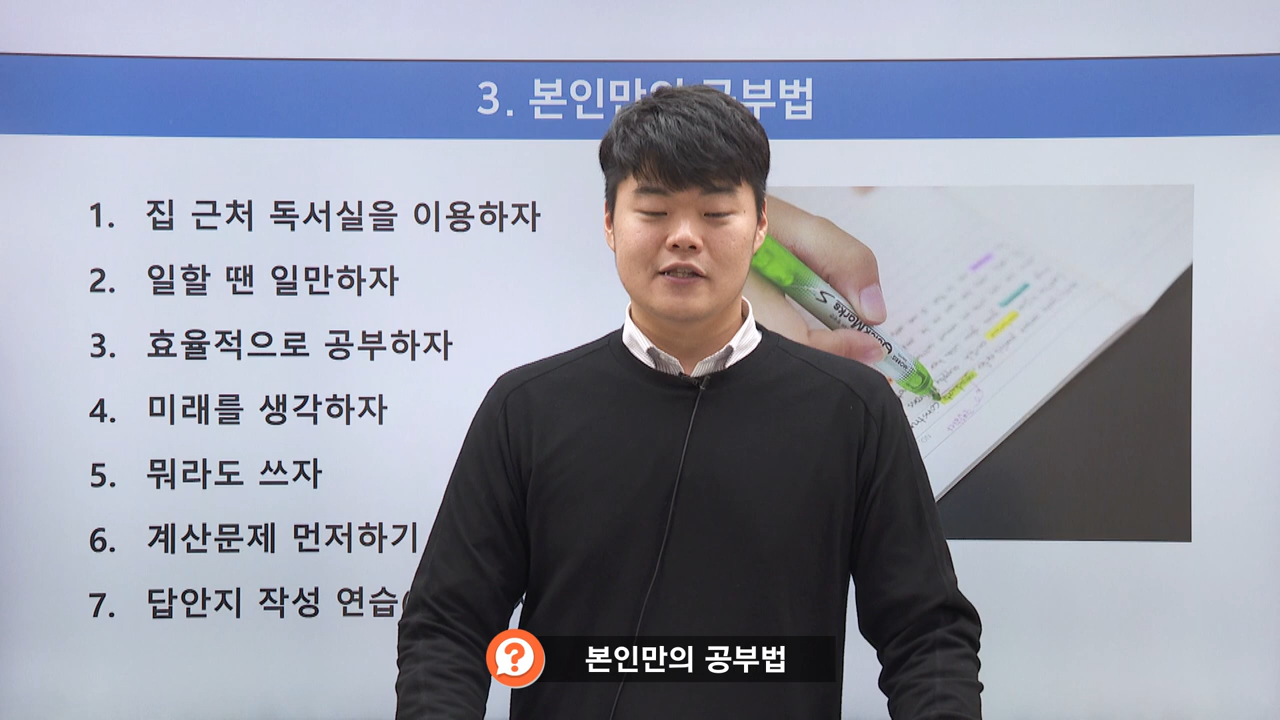 3. 본인만의 공부법
1. 집 근처 독서실을 이용하자
2. 일할 땐 일만하자
3. 효율적으로 공부하자
4. 미래를 생각하자
5. 뭐라도 쓰자
6. 계산문제 먼저하기
7. 답안지 작성 연습
본인만의 공부법